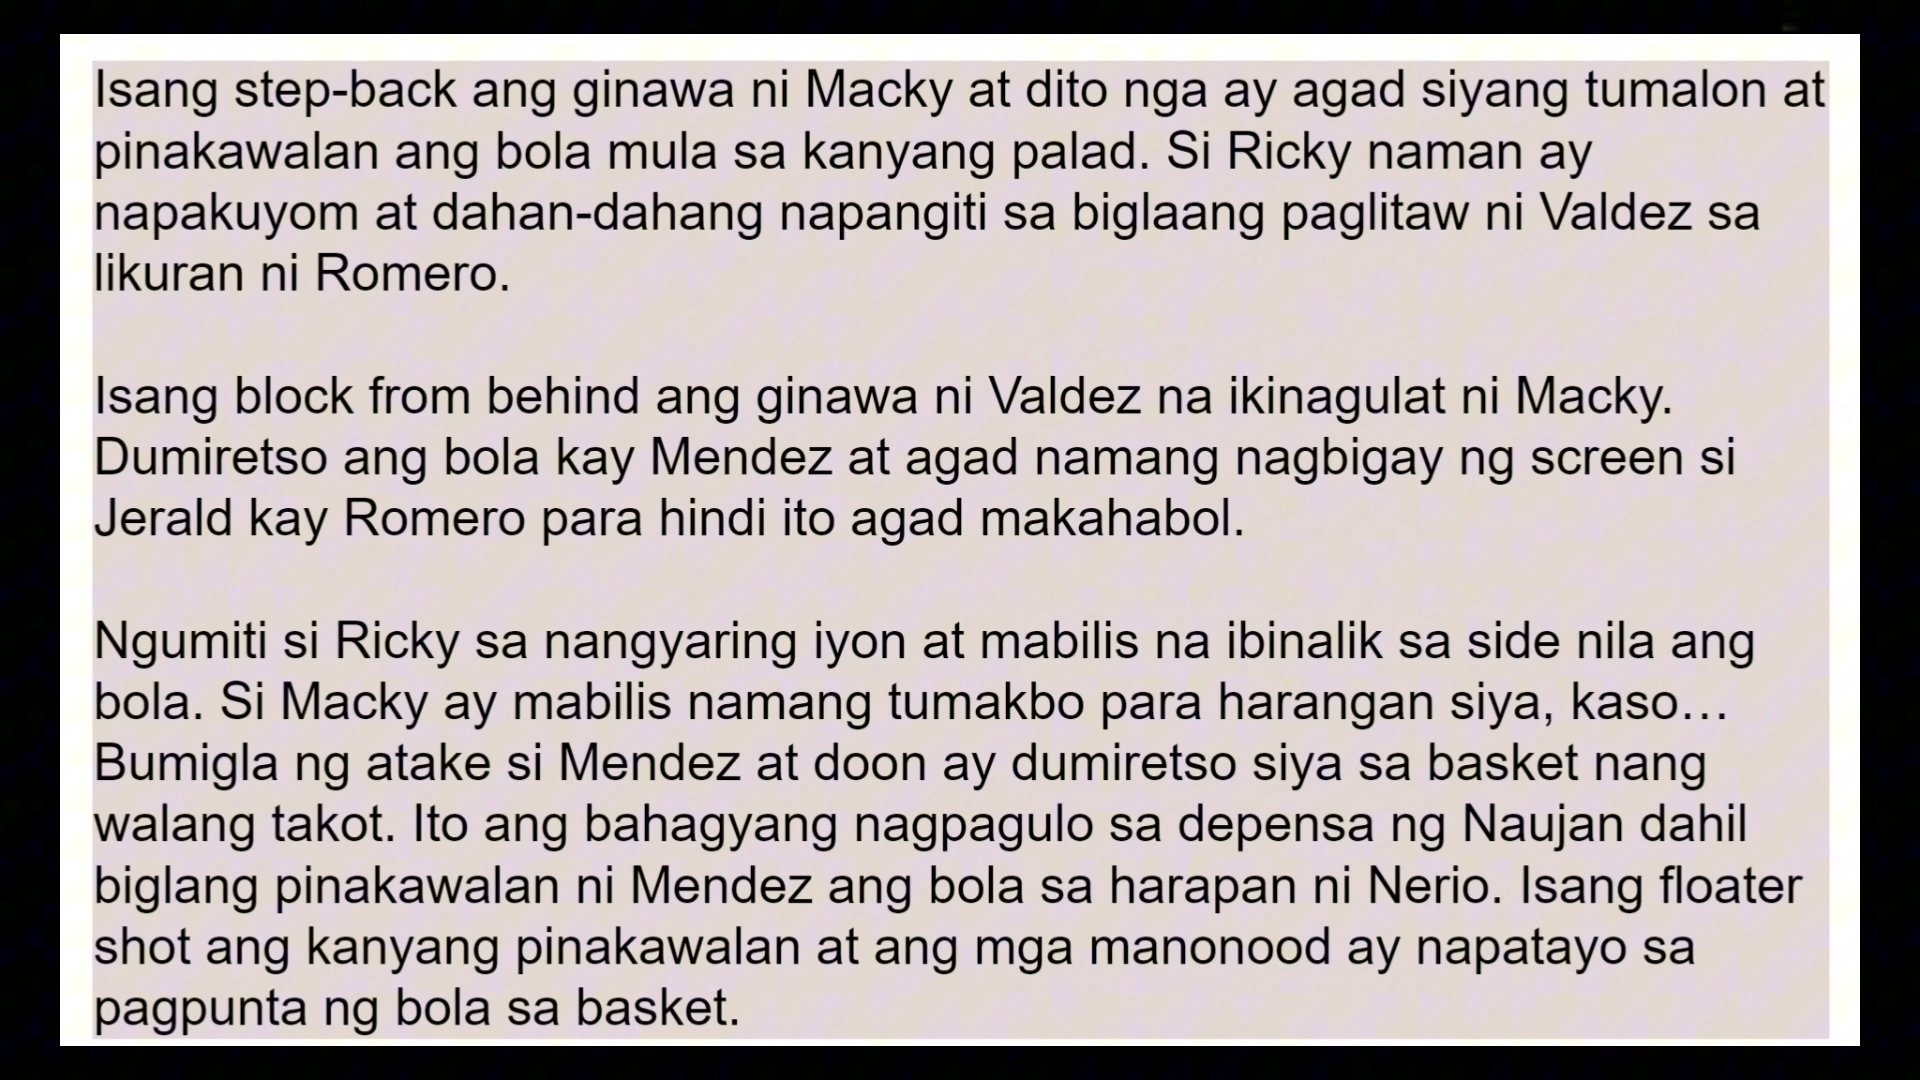 Isang step-back ang ginawa ni Macky at dito nga ay agad siyang tumalon at
pinakawalan ang bola mula sa kanyang palad. Si Ricky naman ay
napakuyom at dahan-dahang napangiti sa biglaang paglitaw ni Valdez sa
likuran ni Romero.
Isang block from behind ang ginawa ni Valdez na ikinagulat ni Macky.
Dumiretso ang bola kay Mendez at agad namang nagbigay ng screen si
Jerald kay Romero para hindi ito agad makahabol.
Ngumiti si Ricky sa nangyaring iyon at mabilis na ibinalik sa side nila ang
bola. Si Macky ay mabilis namang tumakbo para harangan siya, kaso…
Bumigla ng atake si Mendez at doon ay dumiretso siya sa basket nang
walang takot. Ito ang bahagyang nagpagulo sa depensa ng Naujan dahil
biglang pinakawalan ni Mendez ang bola sa harapan ni Nerio. Isang floater
shot ang kanyang pinakawalan at ang mga manonood ay napatayo sa
pagpunta ng bola sa basket.